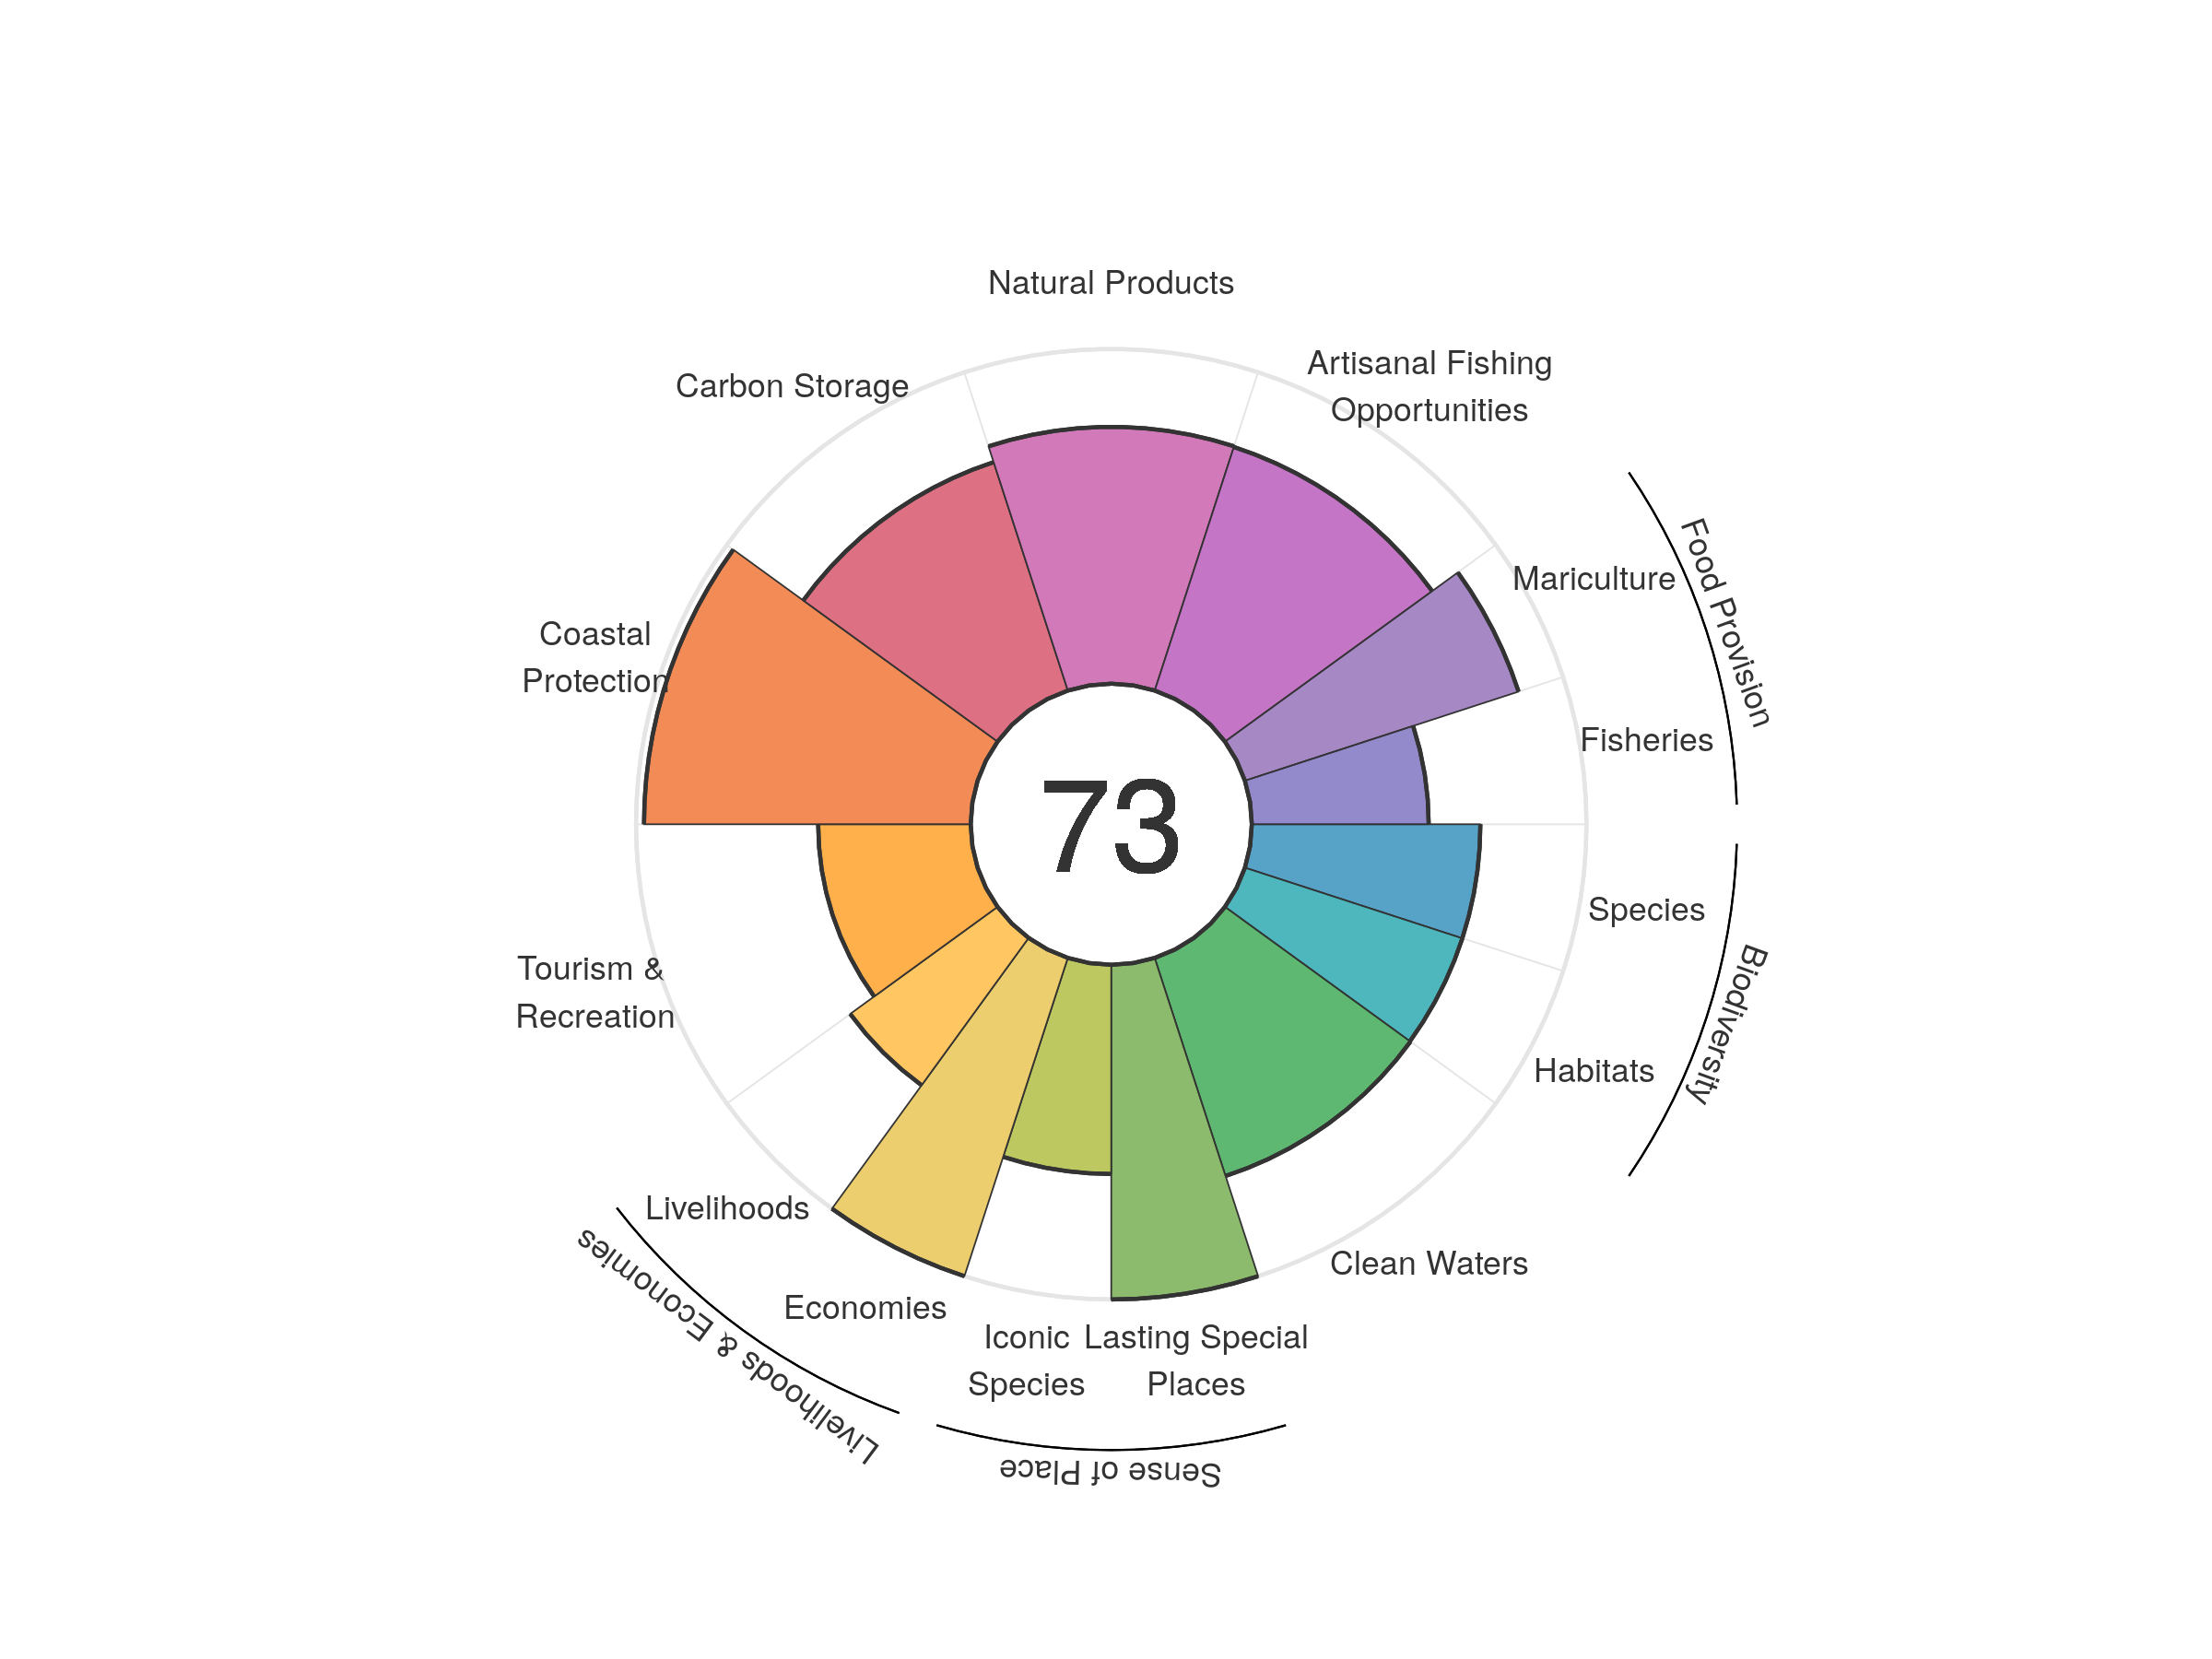 Natural Products
Artisanal Fishing
Opportunities
Carbon Storage
Food Provision
Mariculture
Coastal
Protection
Fisheries
73
Species
Tourism &
Recreation
Biodiversity
Habitats
Livelihoods
Clean Waters
Economies
Livelihoods & Economies
Iconic
Species
Lasting Special
Places
Sense of Place